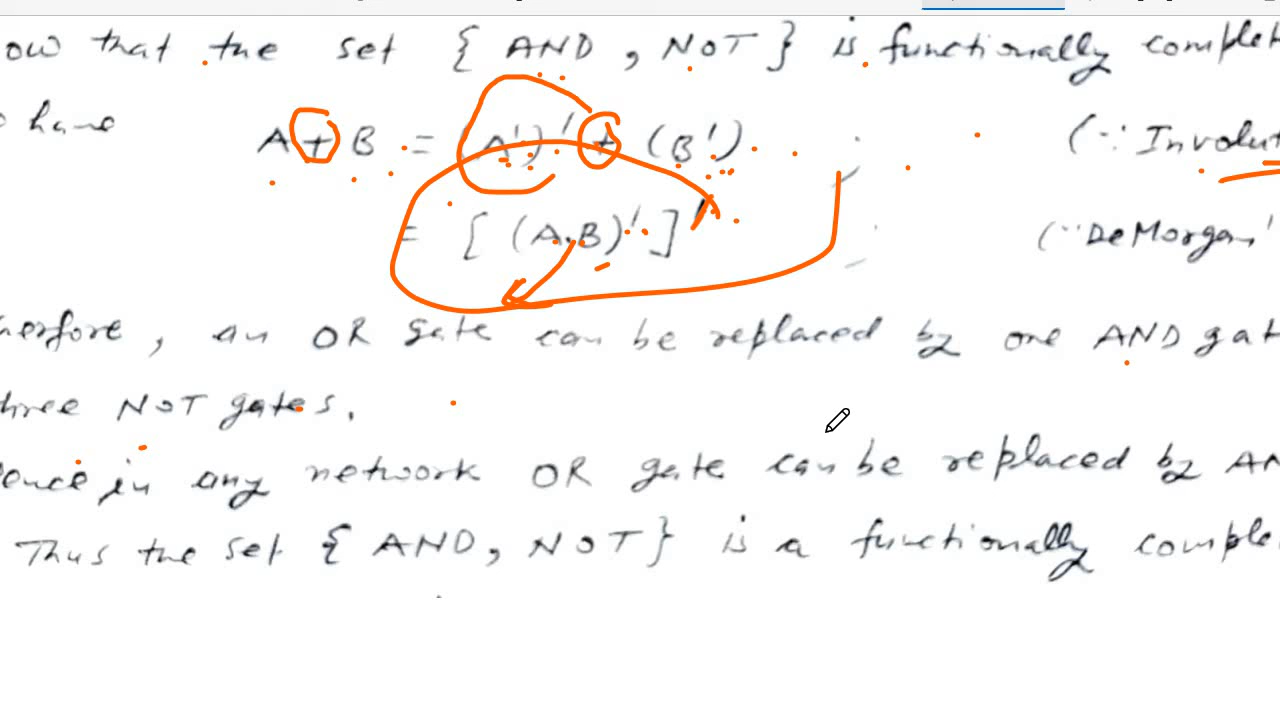 ow that the set { AND , NOT } is functionally complet
have A + B = (A')' + (B') ; (∵ Involut
= [ (A.B)' ]' (∵ DeMorgan'
herefore , an OR gate can be replaced by one AND gat
three NOT gates .
ence in any network OR gate can be replaced by AN
Thus the set { AND, NOT } is a functionally comple